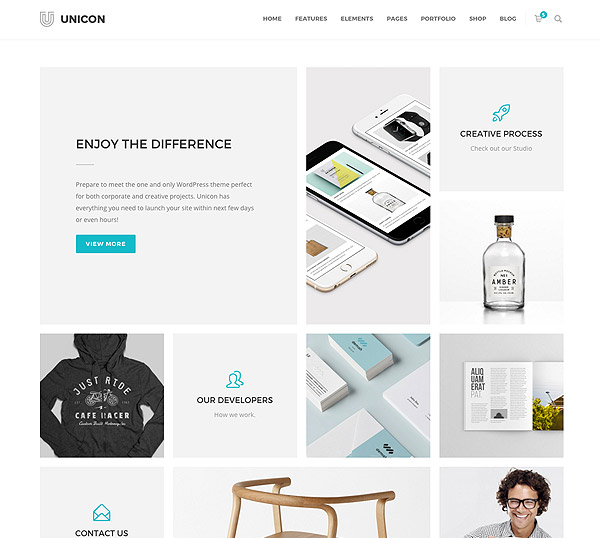 UNICON
HOME FEATURES ELEMENTS PAGES PORTFOLIO SHOP BLOG
ENJOY THE DIFFERENCE
Prepare to meet the one and only WordPress theme perfect
for both corporate and creative projects. Unicon has
everything you need to launch your site within next few days
or even hours!
VIEW MORE
CREATIVE PROCESS
Check out our Studio
AMBER
JUST RIDE
CAFE RACER
Custom Built Motorcycles
OUR DEVELOPERS
How we work.
ALIQ
UAM
ERAT
PAT
CONTACT US